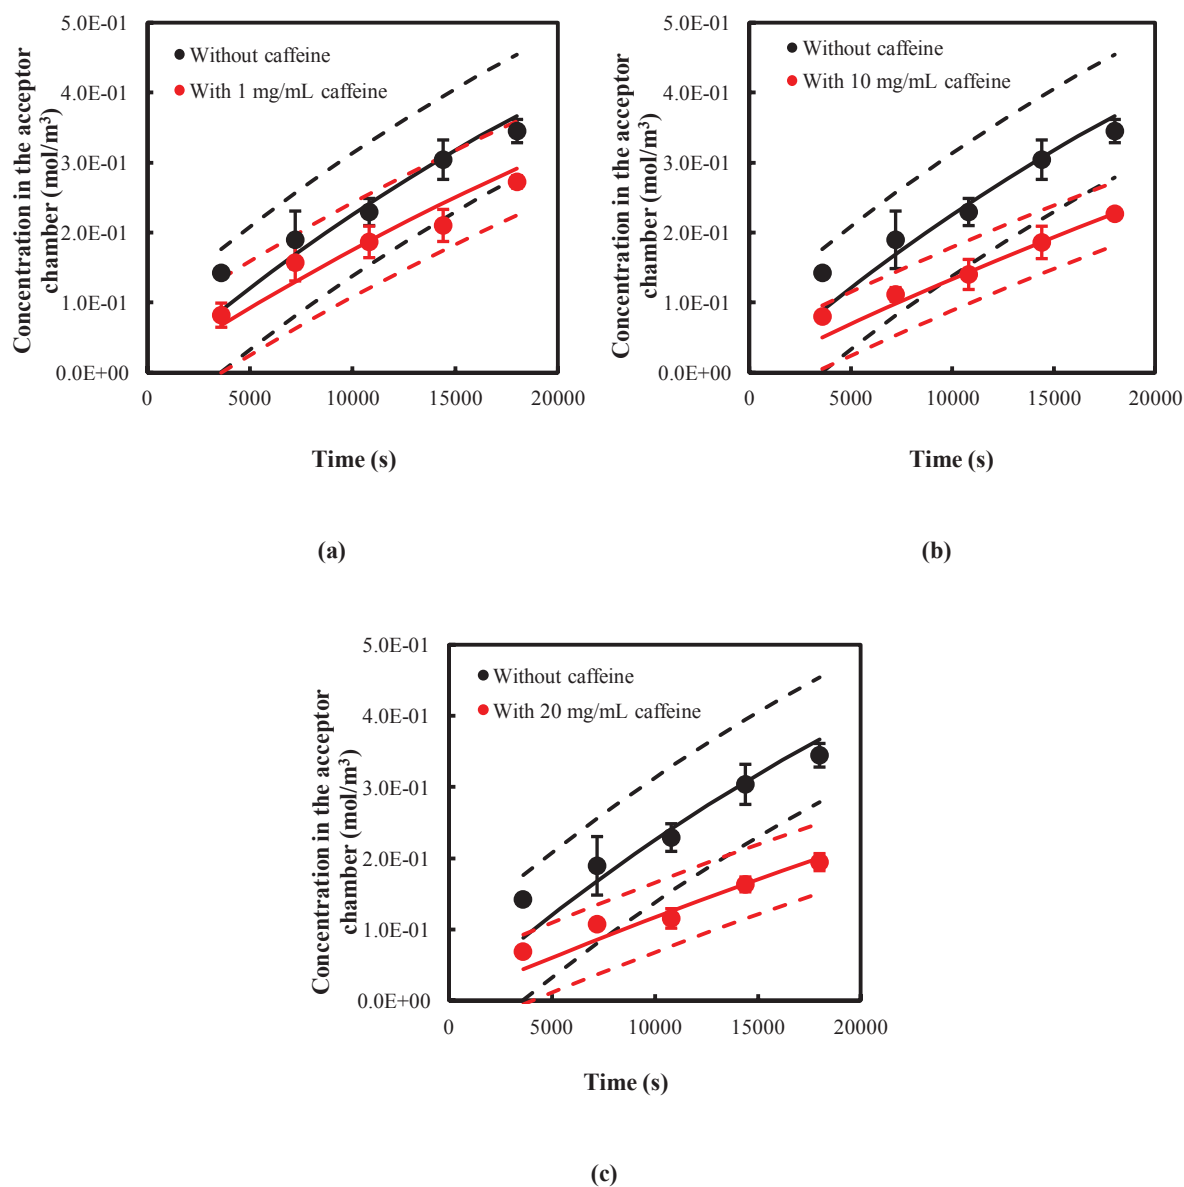 Concentration in the acceptor
chamber (mol/m³)
5.0E-01
4.0E-01
3.0E-01
2.0E-01
1.0E-01
0.0E+00
Without caffeine
With 1 mg/mL caffeine
0
5000
10000
15000
20000
Time (s)
(a)
Concentration in the acceptor
chamber (mol/m³)
5.0E-01
4.0E-01
3.0E-01
2.0E-01
1.0E-01
0.0E+00
Without caffeine
With 10 mg/mL caffeine
0
5000
10000
15000
20000
Time (s)
(b)
Concentration in the acceptor
chamber (mol/m³)
5.0E-01
4.0E-01
3.0E-01
2.0E-01
1.0E-01
0.0E+00
Without caffeine
With 20 mg/mL caffeine
0
5000
10000
15000
20000
Time (s)
(c)